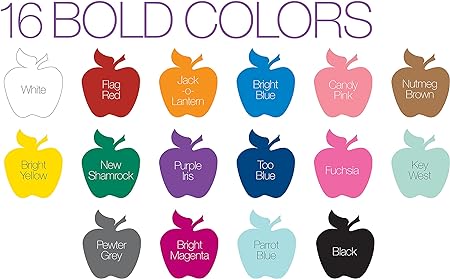 16 BOLD COLORS
White
Flag
Red
Jack
-o-
Lantern
Bright
Blue
Candy
Pink
Nutmeg
Brown
Bright
Yellow
New
Shamrock
Purple
Iris
Too
Blue
Fuchsia
Key
West
Pewter
Grey
Bright
Magenta
Parrot
Blue
Black